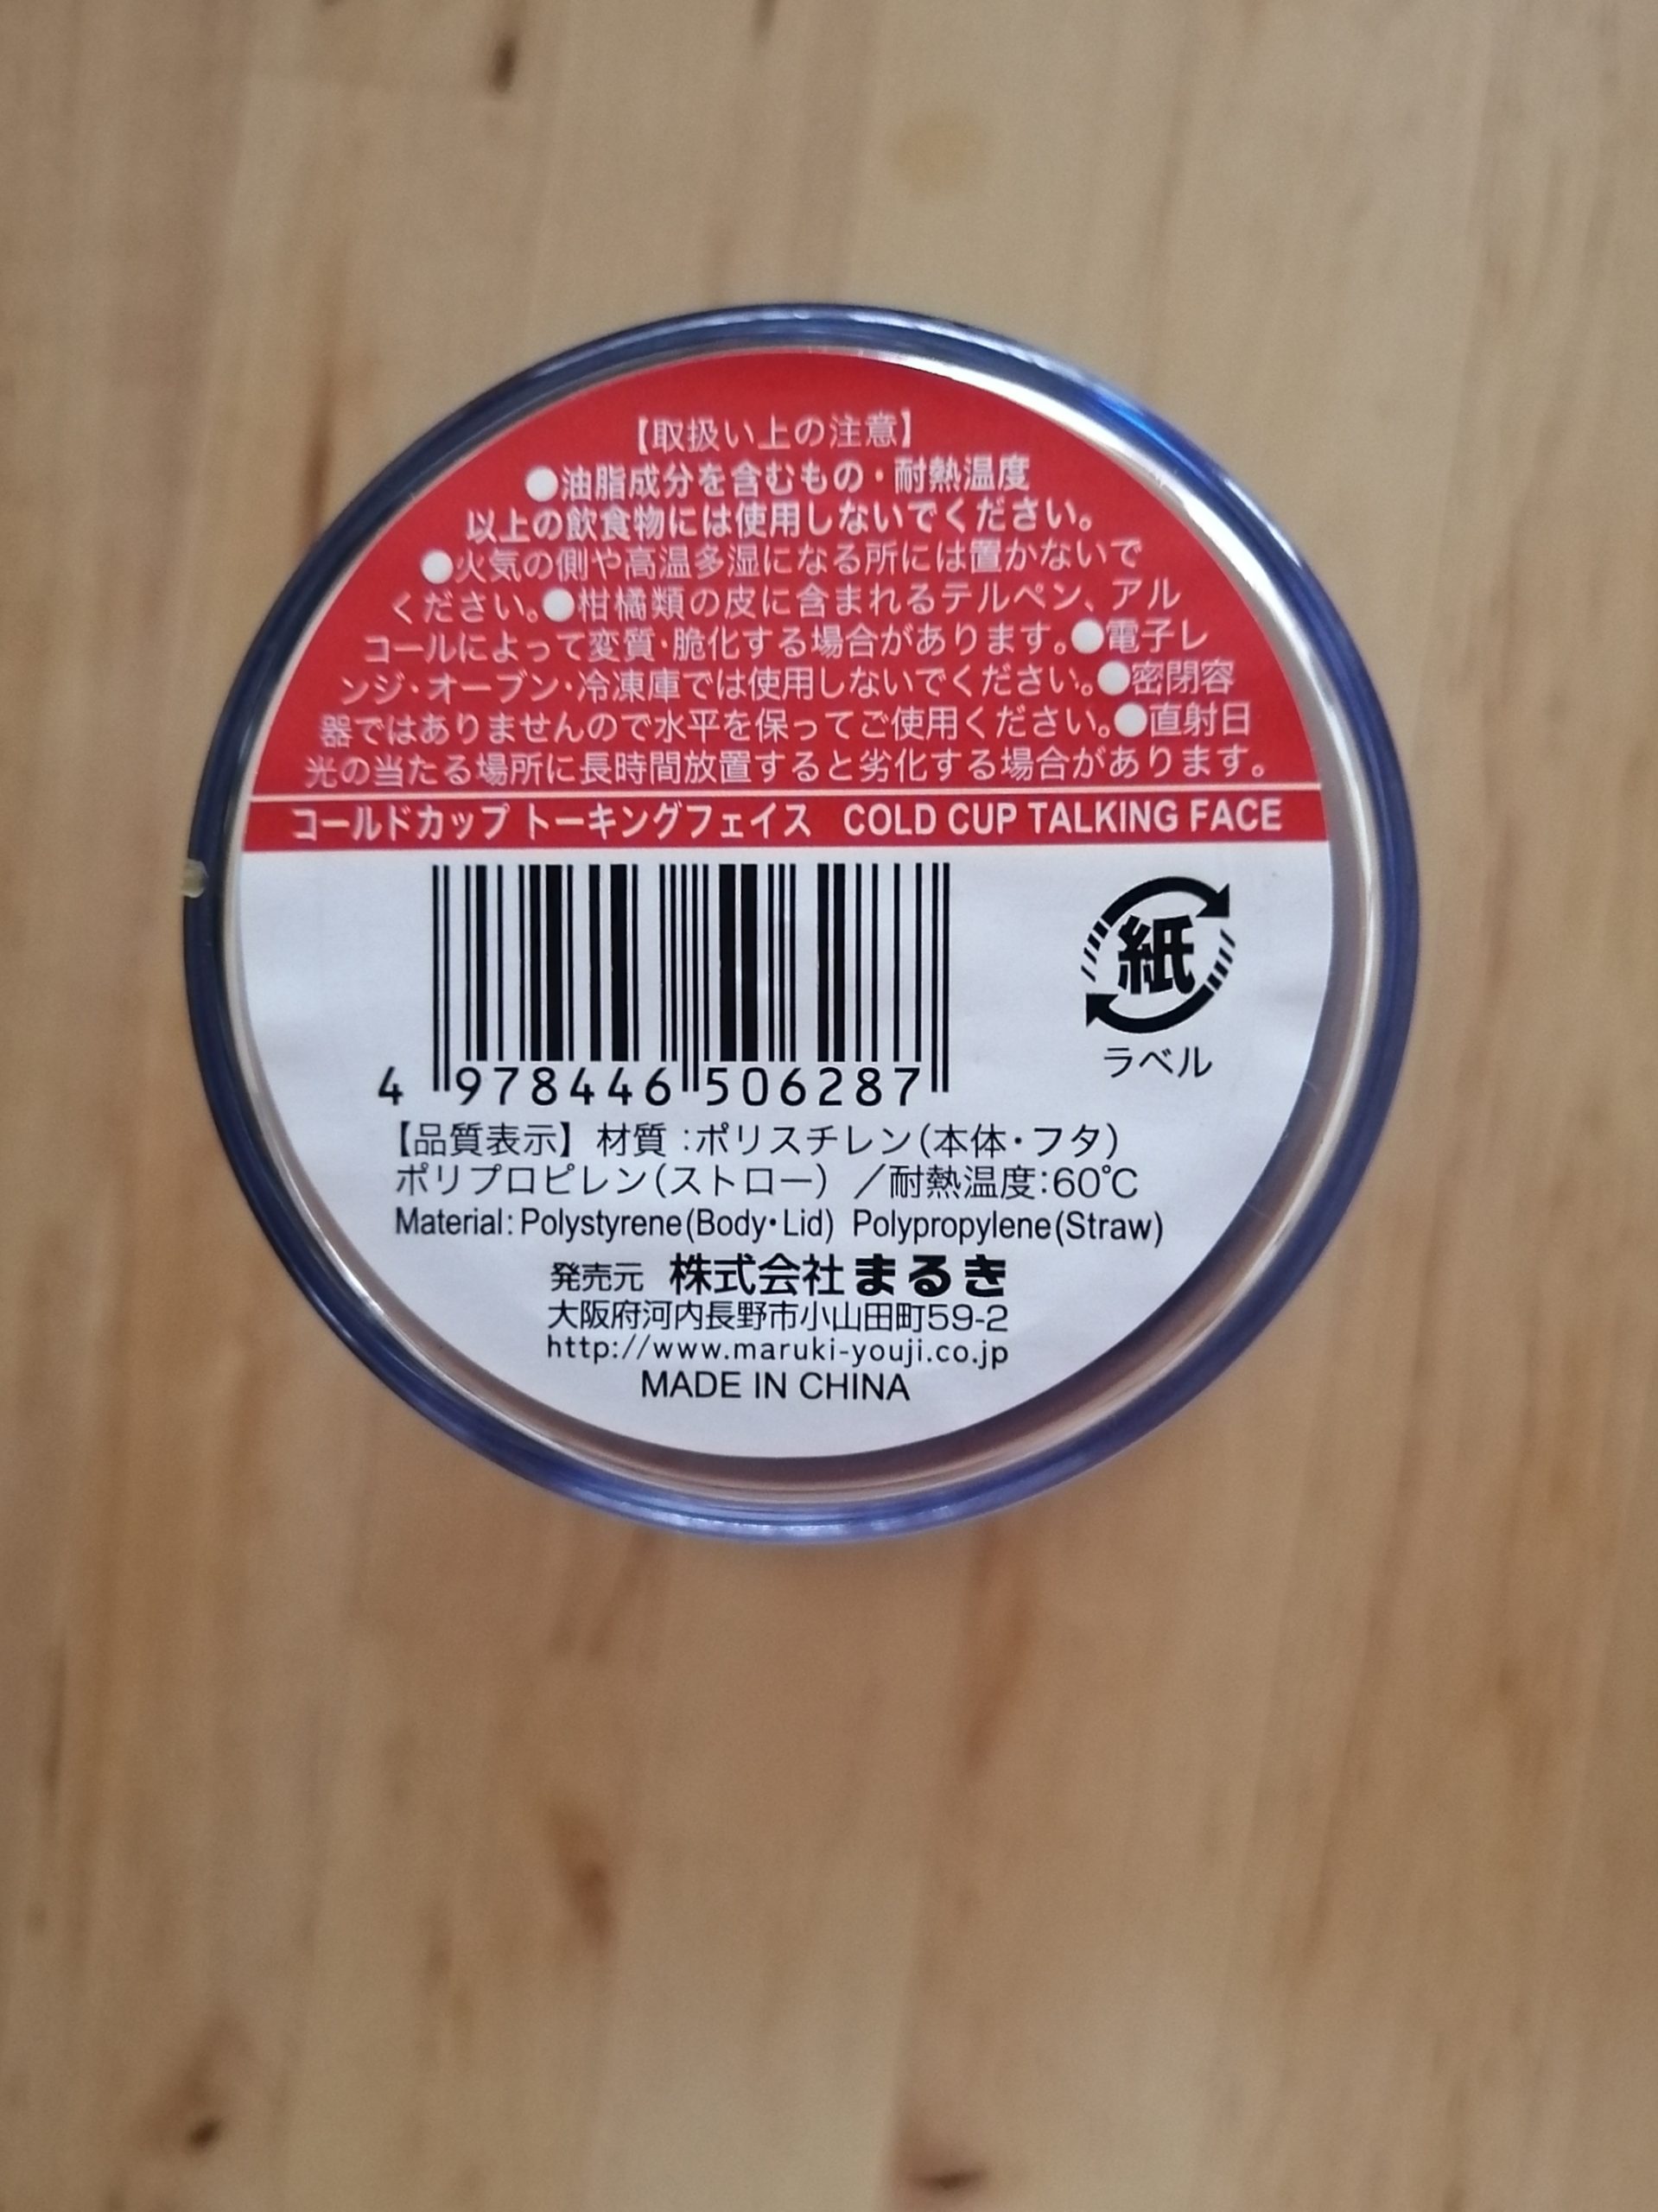 【取扱い上の注意】
●油脂成分を含むもの・耐熱温度
以上の飲食物には使用しないでください。
●火気の側や高温多湿になる所には置かないで
ください。●柑橘類の皮に含まれるテルペン、アル
コールによって変質・脆化する場合があります。●電子レ
ンジ・オーブン・冷凍庫では使用しないでください。●密閉容
器ではありませんので水平を保ってご使用ください。●直射日
光の当たる場所に長時間放置すると劣化する場合があります。
コールドカップ トーキングフェイス COLD CUP TALKING FACE
紙
ラベル
4 978446 506287
【品質表示】材質:ポリスチレン(本体・フタ)
ポリプロピレン(ストロー)／耐熱温度:60℃
Material: Polystyrene(Body・Lid) Polypropylene(Straw)
発売元 株式会社まるき
大阪府河内長野市小山田町59-2
http://www.maruki-youji.co.jp
MADE IN CHINA